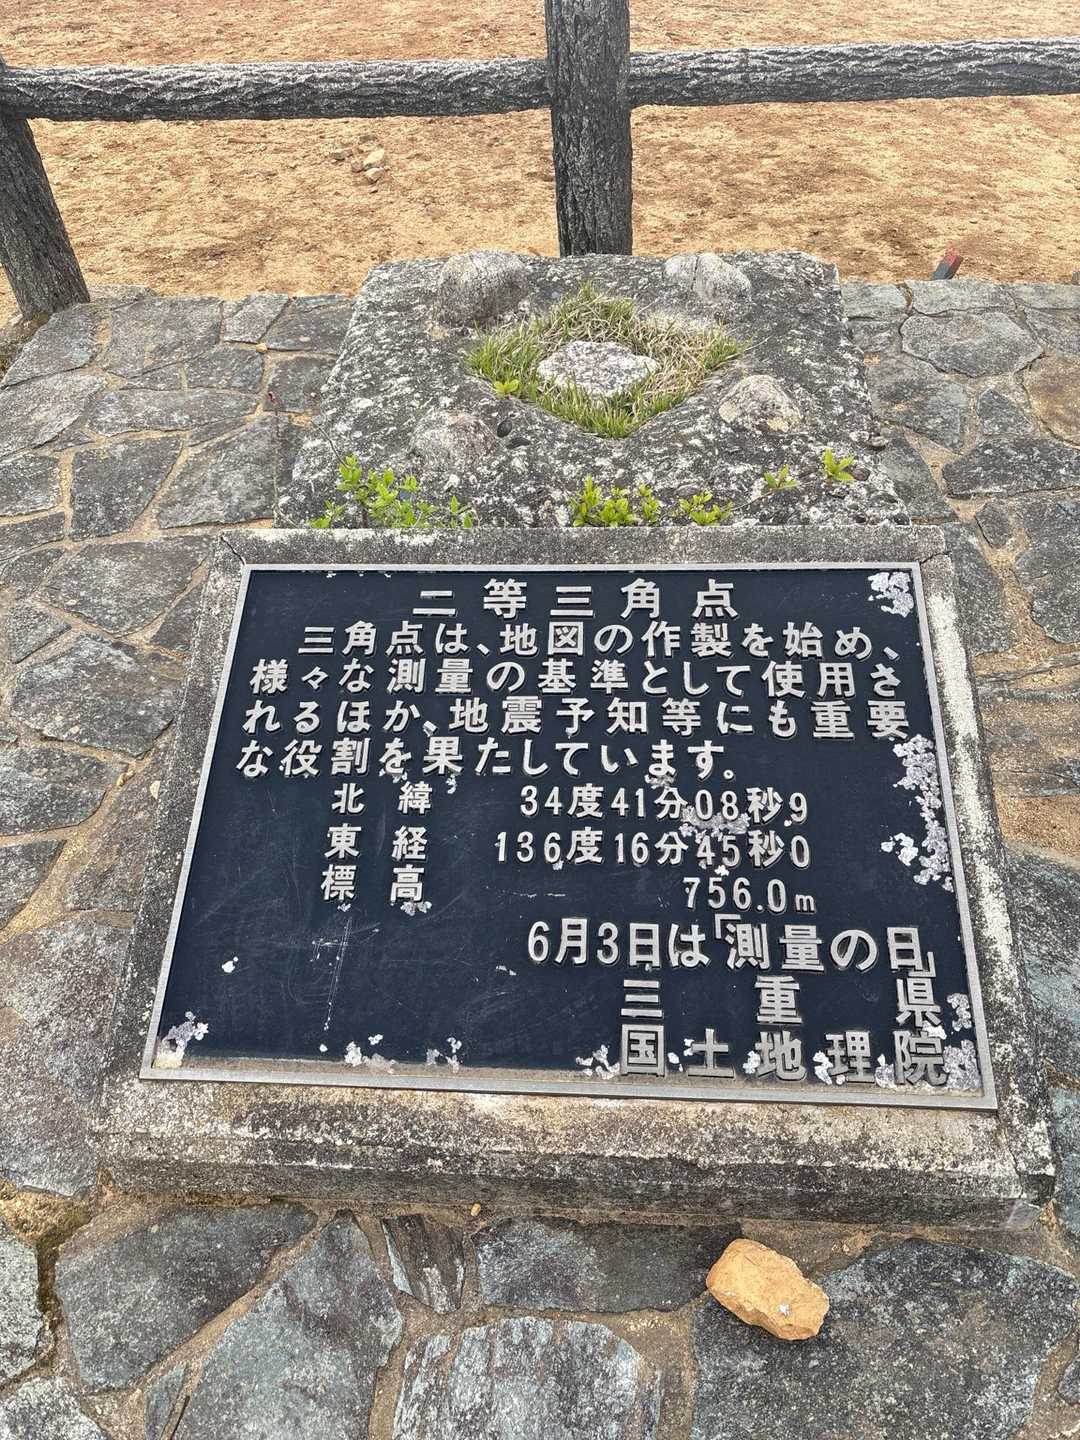 二等三角点
三角点は、地図の作製を始め、
様々な測量の基準として使用さ
れるほか、地震予知等にも重要
な役割を果たしています。
北緯 34度41分08秒9
東経 136度16分45秒0
標高 756.0m
6月3日は「測量の日」
三重県
国土地理院